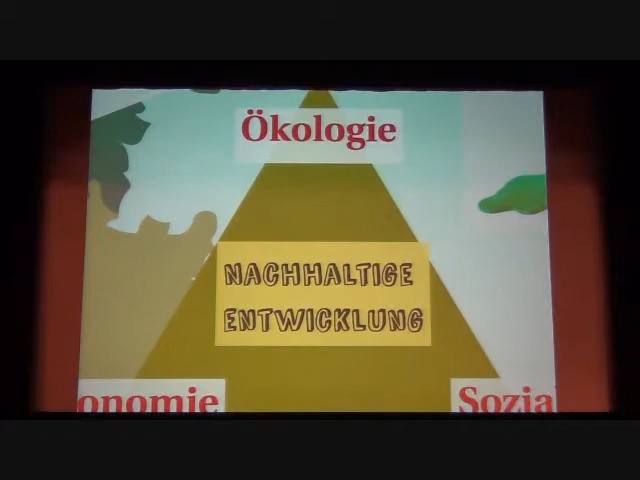 Ökologie
NACHHALTIGE
ENTWICKLUNG
onomie
Sozia